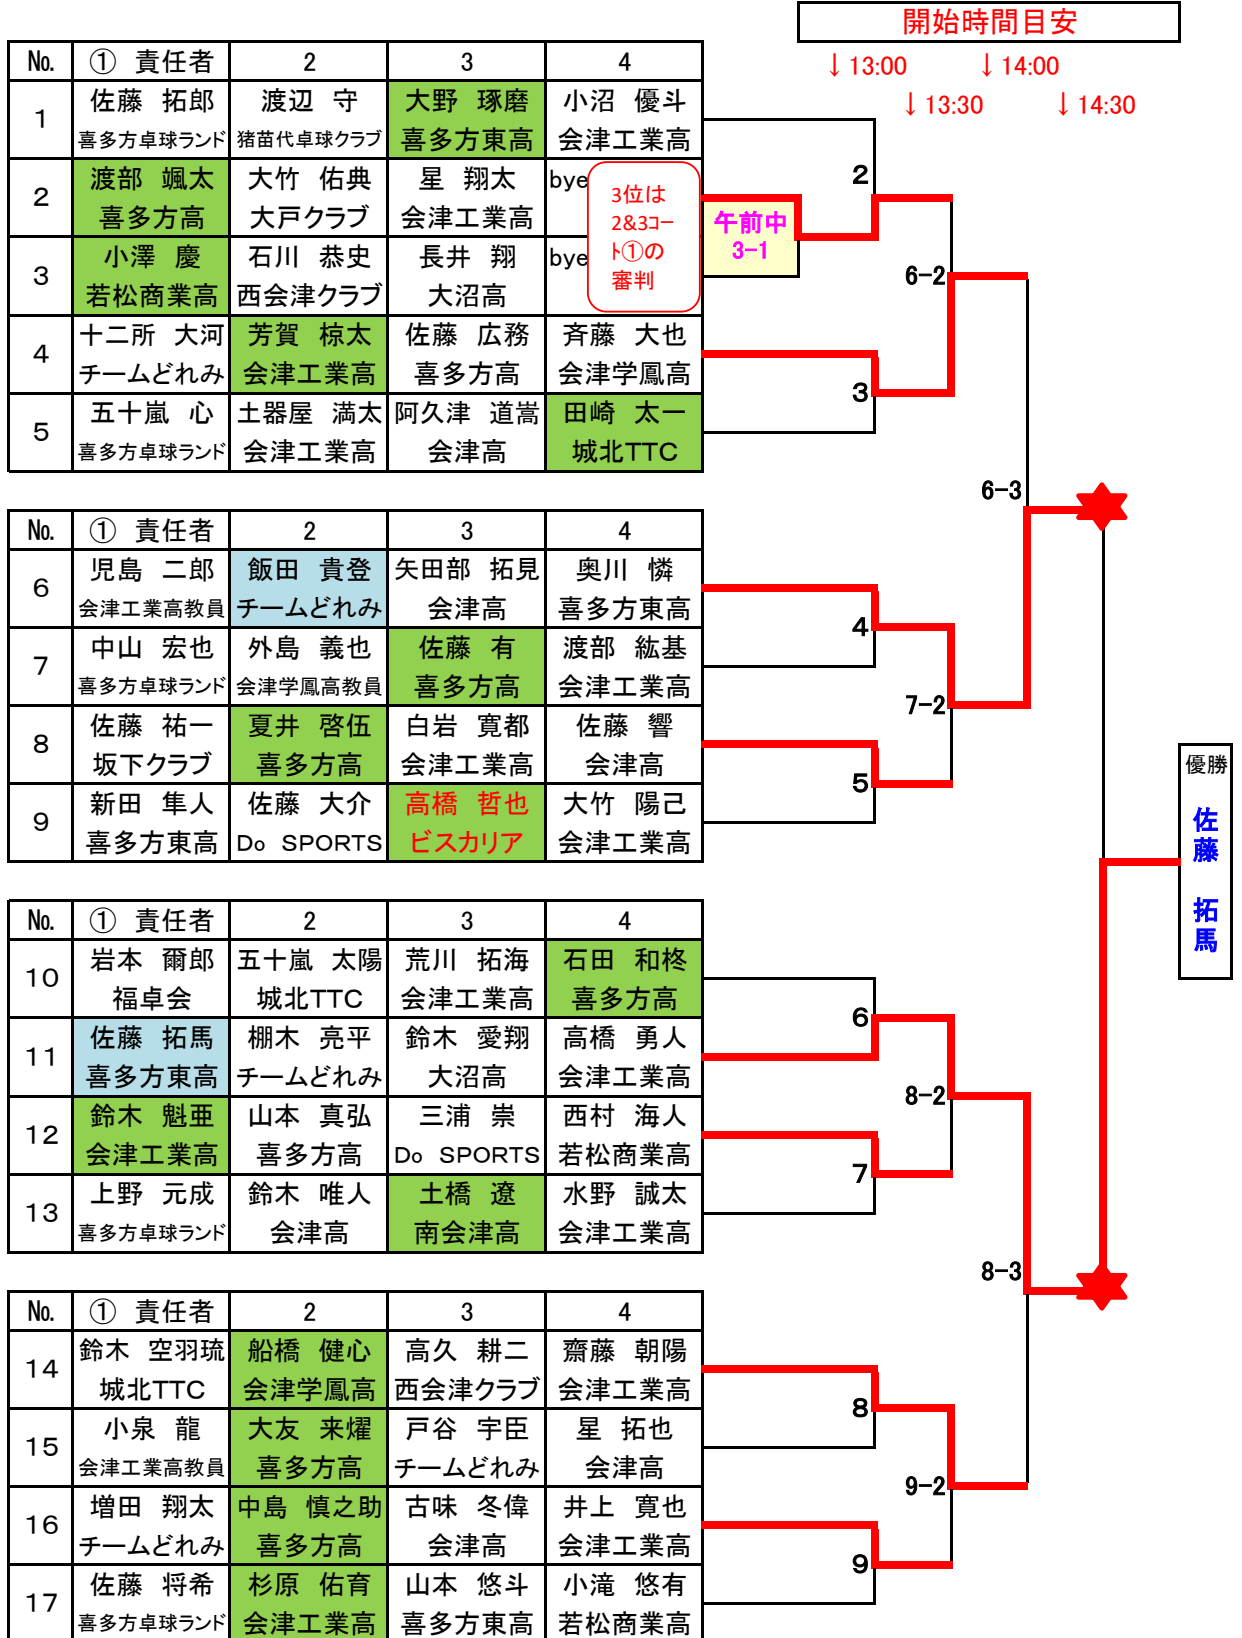 開始時間目安
↓13:00 ↓14:00
↓13:30 ↓14:30
No. ① 責任者 2 3 4
1 佐藤 拓郎 渡辺 守 大野 琢磨 小沼 優斗
喜多方卓球ランド 猪苗代卓球クラブ 喜多方東高 会津工業高
2 渡部 颯太 大竹 佑典 星 翔太 bye
喜多方高 大戸クラブ 会津工業高
3 小澤 慶 石川 恭史 長井 翔 bye
若松商業高 西会津クラブ 大沼高
3位は
2&3コー
ト①の
審判
午前中
3-1
4 十二所 大河 芳賀 椋太 佐藤 広務 斉藤 大也
チームどれみ 会津工業高 喜多方高 会津学鳳高
5 五十嵐 心 土器屋 満太 阿久津 道嵩 田崎 太一
喜多方卓球ランド 会津工業高 会津高 城北TTC
2
6-2
3
6-3
No. ① 責任者 2 3 4
6 児島 二郎 飯田 貴登 矢田部 拓見 奥川 憐
会津工業高教員 チームどれみ 会津高 喜多方東高
7 中山 宏也 外島 義也 佐藤 有 渡部 紘基
喜多方卓球ランド 会津学鳳高教員 喜多方高 会津工業高
8 佐藤 祐一 夏井 啓伍 白岩 寛都 佐藤 響
坂下クラブ 喜多方高 会津工業高 会津高
9 新田 隼人 佐藤 大介 高橋 哲也 大竹 陽己
喜多方東高 Do SPORTS ビスカリア 会津工業高
4
7-2
5
優勝
佐藤 拓馬
No. ① 責任者 2 3 4
10 岩本 爾郎 五十嵐 太陽 荒川 拓海 石田 和柊
福卓会 城北TTC 会津工業高 喜多方高
11 佐藤 拓馬 棚木 亮平 鈴木 愛翔 高橋 勇人
喜多方東高 チームどれみ 大沼高 会津工業高
12 鈴木 魁亜 山本 真弘 三浦 崇 西村 海人
会津工業高 喜多方高 Do SPORTS 若松商業高
13 上野 元成 鈴木 唯人 土橋 遼 水野 誠太
喜多方卓球ランド 会津高 南会津高 会津工業高
6
8-2
7
8-3
No. ① 責任者 2 3 4
14 鈴木 空羽琉 船橋 健心 高久 耕二 齋藤 朝陽
城北TTC 会津学鳳高 西会津クラブ 会津工業高
15 小泉 龍 大友 来燿 戸谷 宇臣 星 拓也
会津工業高教員 喜多方高 チームどれみ 会津高
16 増田 翔太 中島 慎之助 古味 冬偉 井上 寛也
チームどれみ 喜多方高 会津高 会津工業高
17 佐藤 将希 杉原 佑育 山本 悠斗 小滝 悠有
喜多方卓球ランド 会津工業高 喜多方東高 若松商業高
8
9-2
9